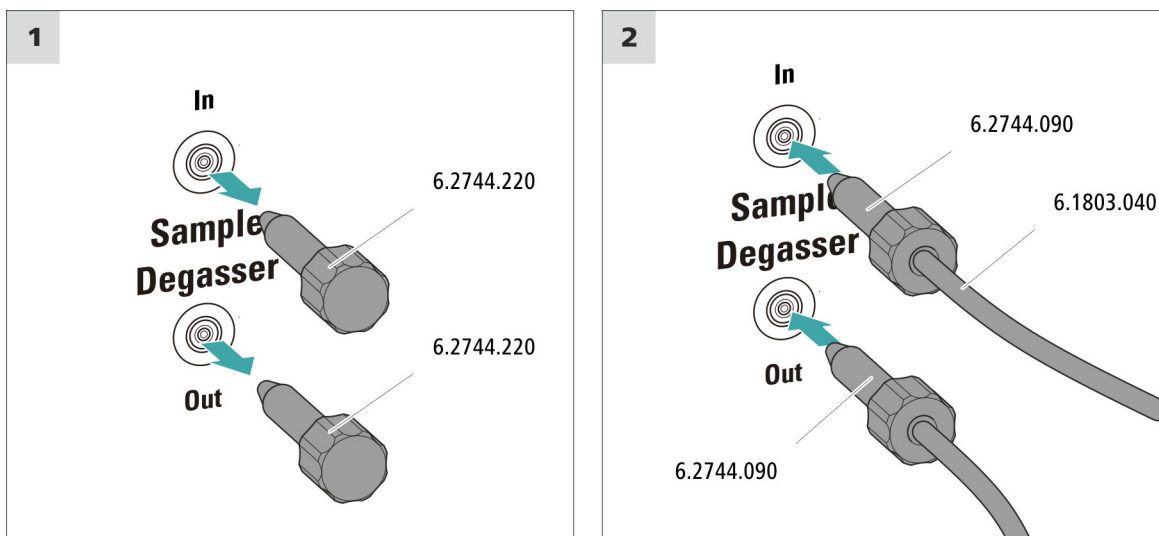 1
In
6.2744.220
Sample
Degasser
6.2744.220
Out
2
In
6.2744.090
6.1803.040
Sample
Degasser
Out
6.2744.090